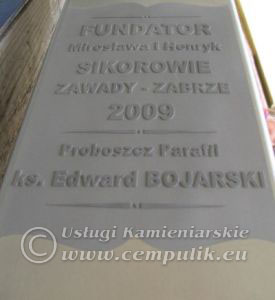 FUNDATOR
Mirosława i Henryk
SIKOROWIE
ZAWADY - ZABRZE
2009
Proboszcz Parafii
ks. Edward BOJARSKI
Usługi Kamieniarskie
© www.cempulik.eu